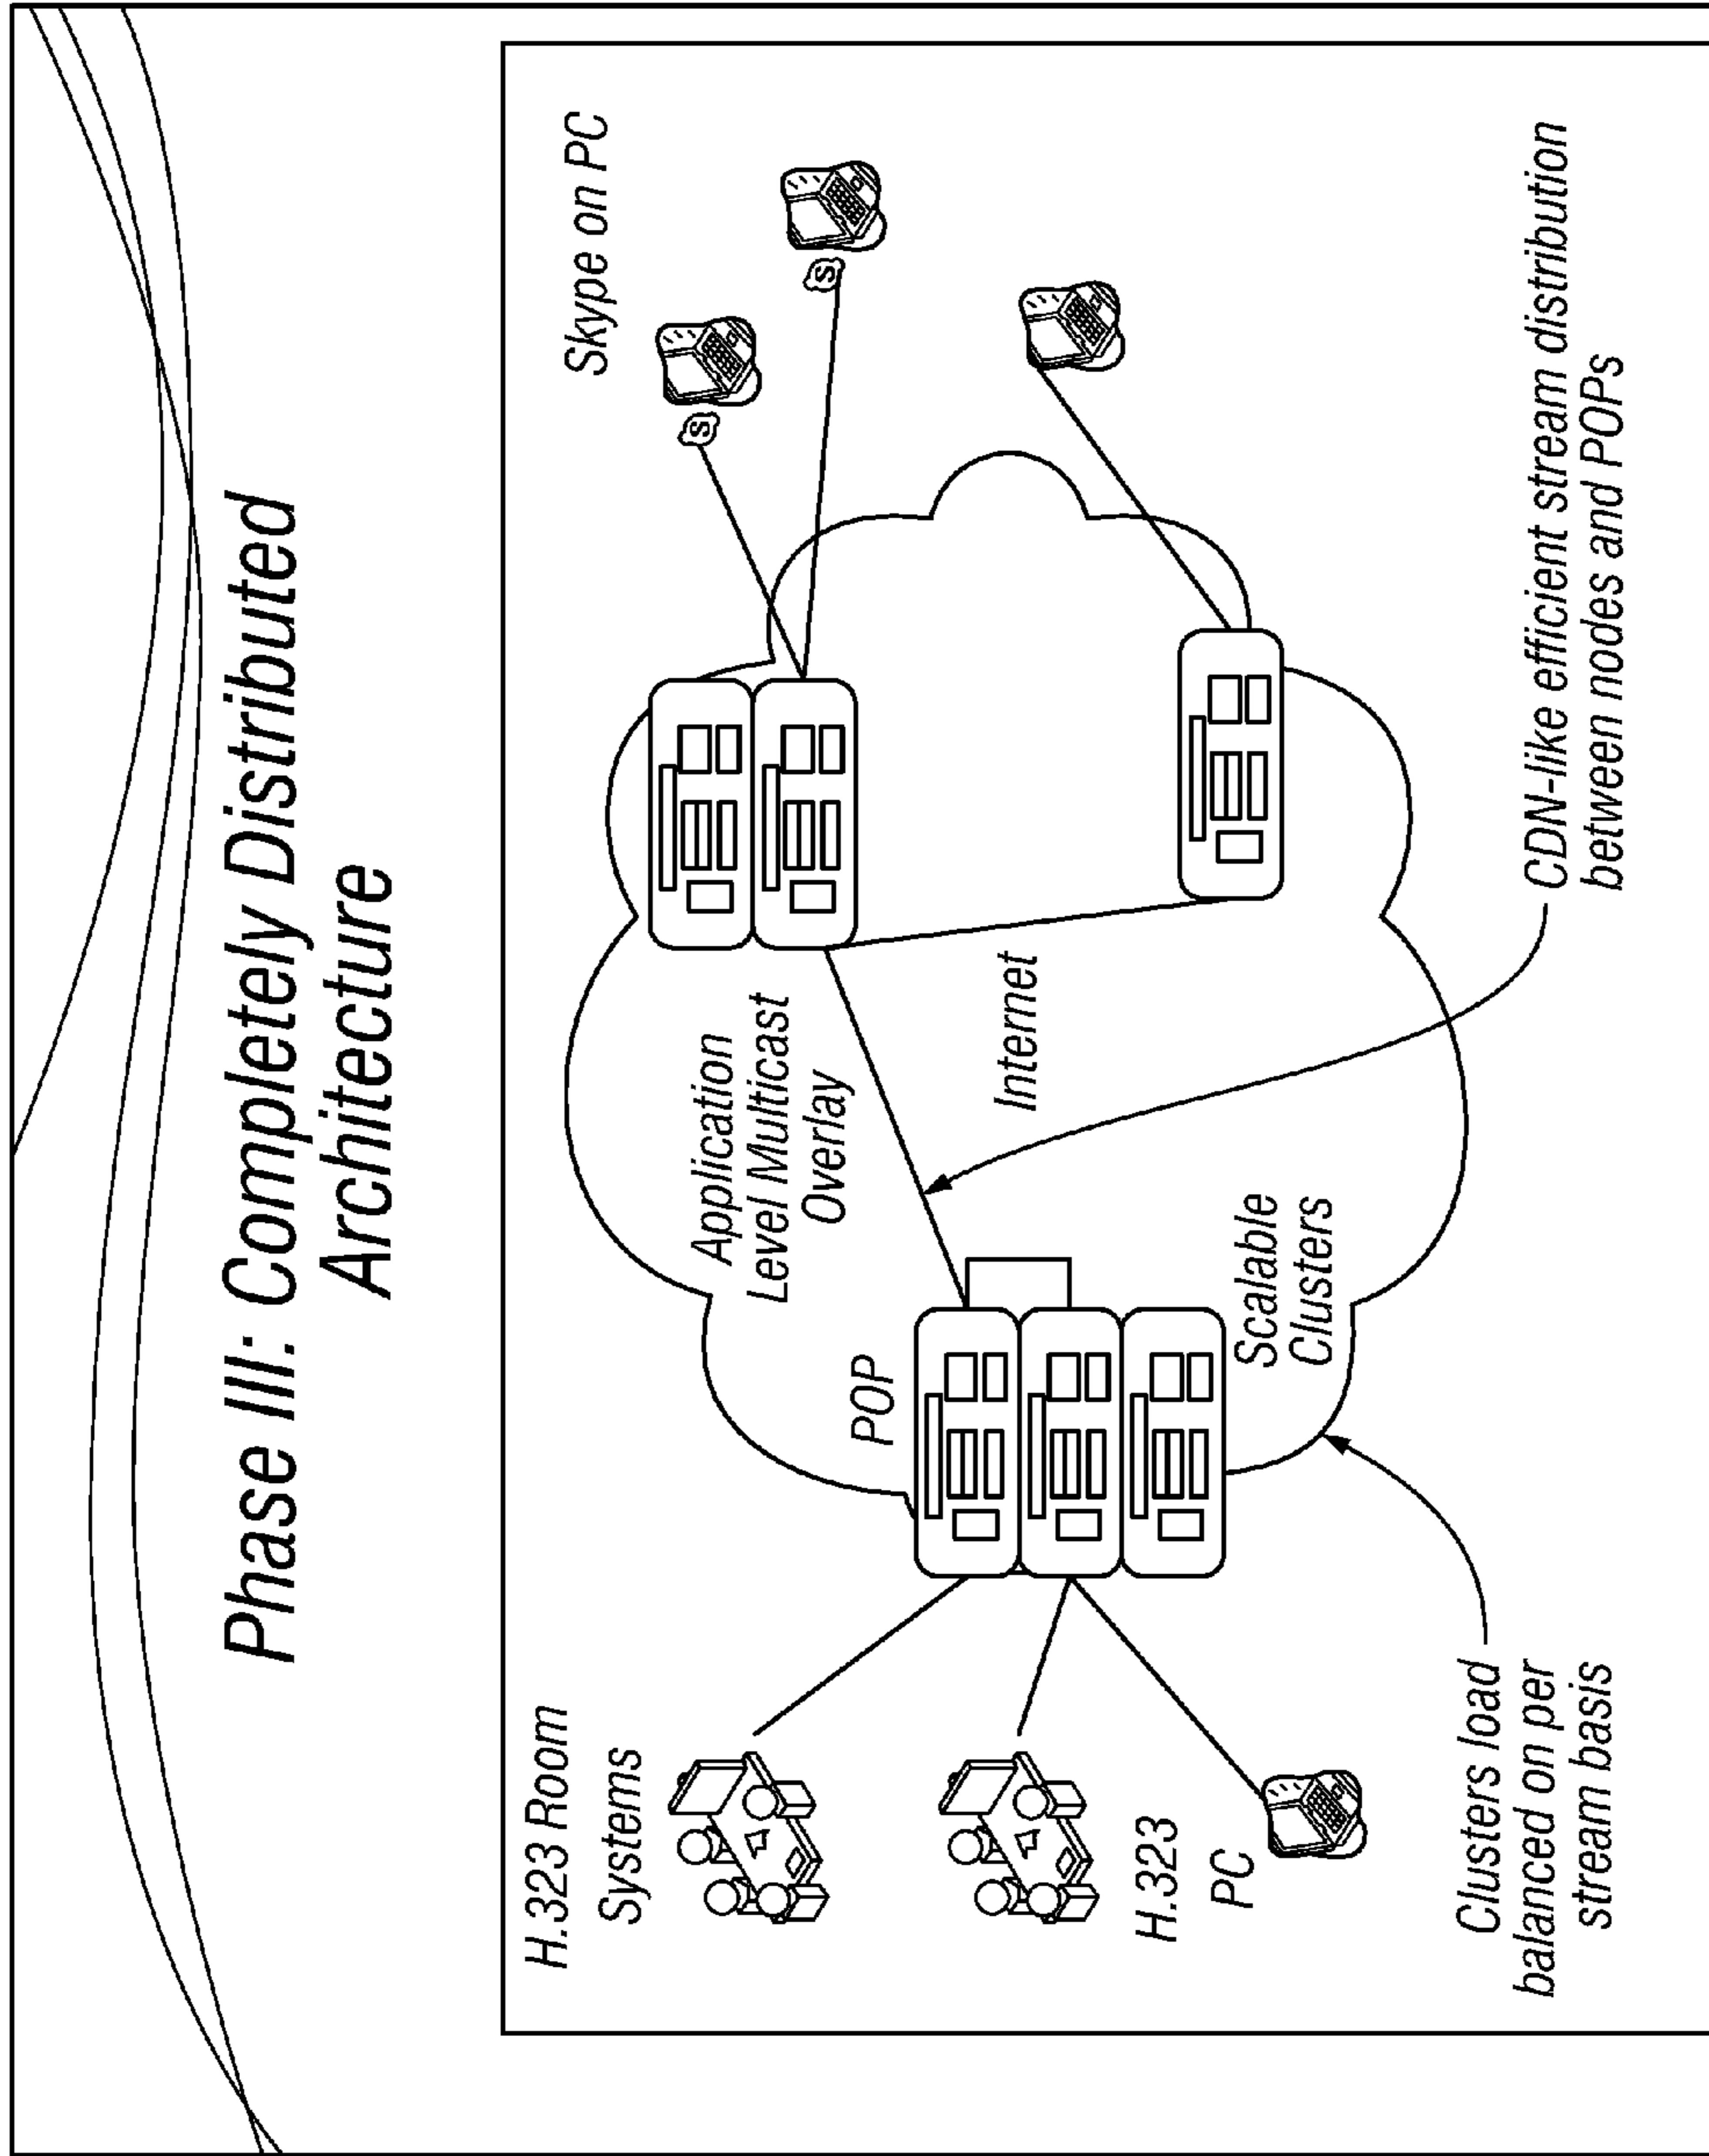 Phase III: Completely Distributed
Architecture
H.323 Room
Systems
Skype on PC
S
S
Application
Level Multicast
Overlay
POP
Internet
H.323
PC
Scalable
Clusters
Clusters load
balanced on per
stream basis
CDN-like efficient stream distribution
between nodes and POPs